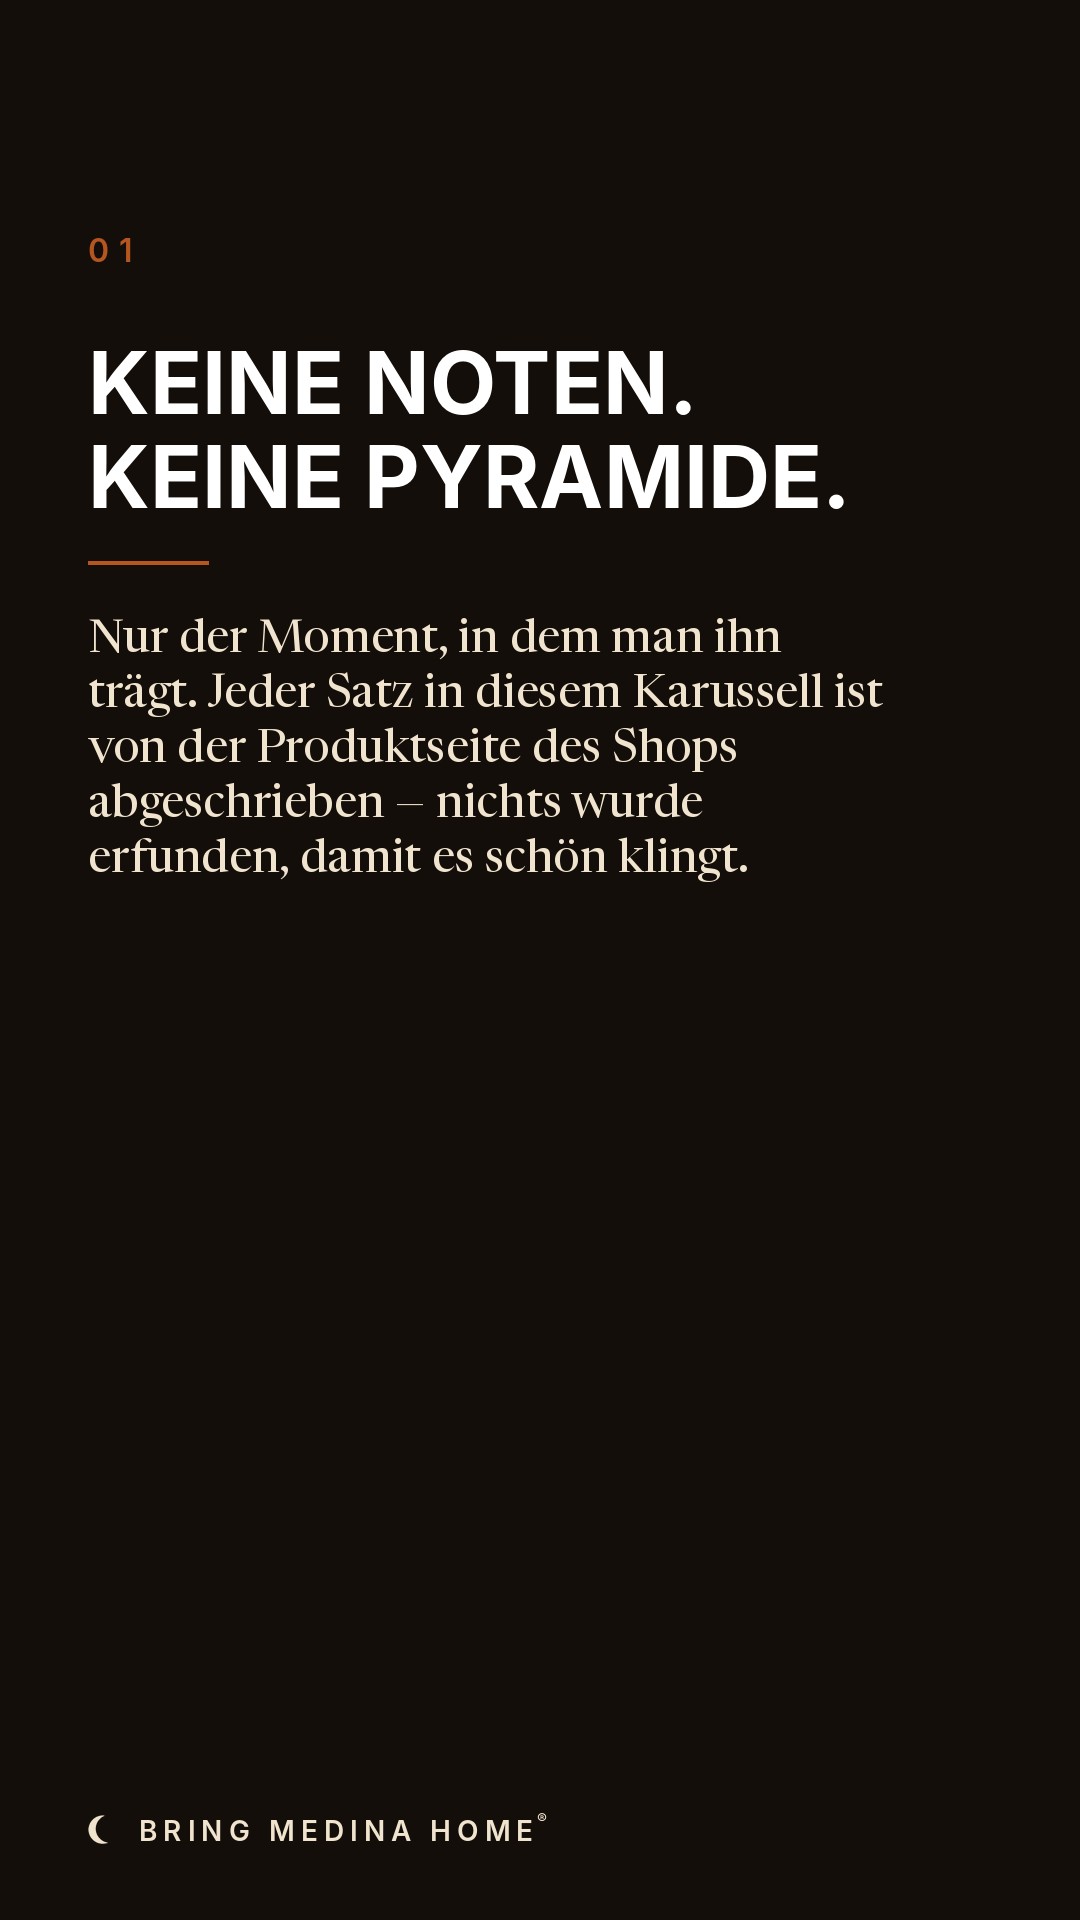 01
KEINE NOTEN.
KEINE PYRAMIDE.
Nur der Moment, in dem man ihn
trägt. Jeder Satz in diesem Karussell ist
von der Produktseite des Shops
abgeschrieben – nichts wurde
erfunden, damit es schön klingt.
BRING MEDINA HOME®